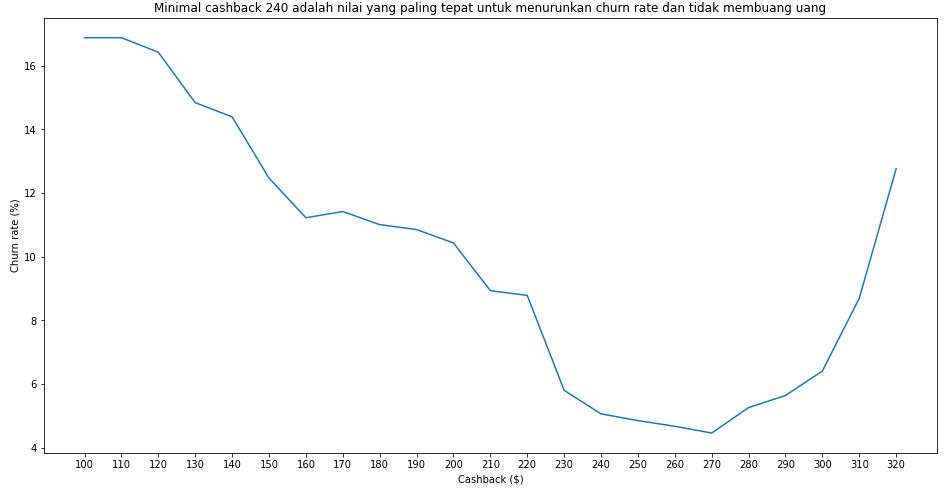 Minimal cashback 240 adalah nilai yang paling tepat untuk menurunkan churn rate dan tidak membuang uang
16
14
12
10
8
6
4
Churn rate (%)
100 110 120 130 140 150 160 170 180 190 200 210 220 230 240 250 260 270 280 290 300 310 320
Cashback ($)